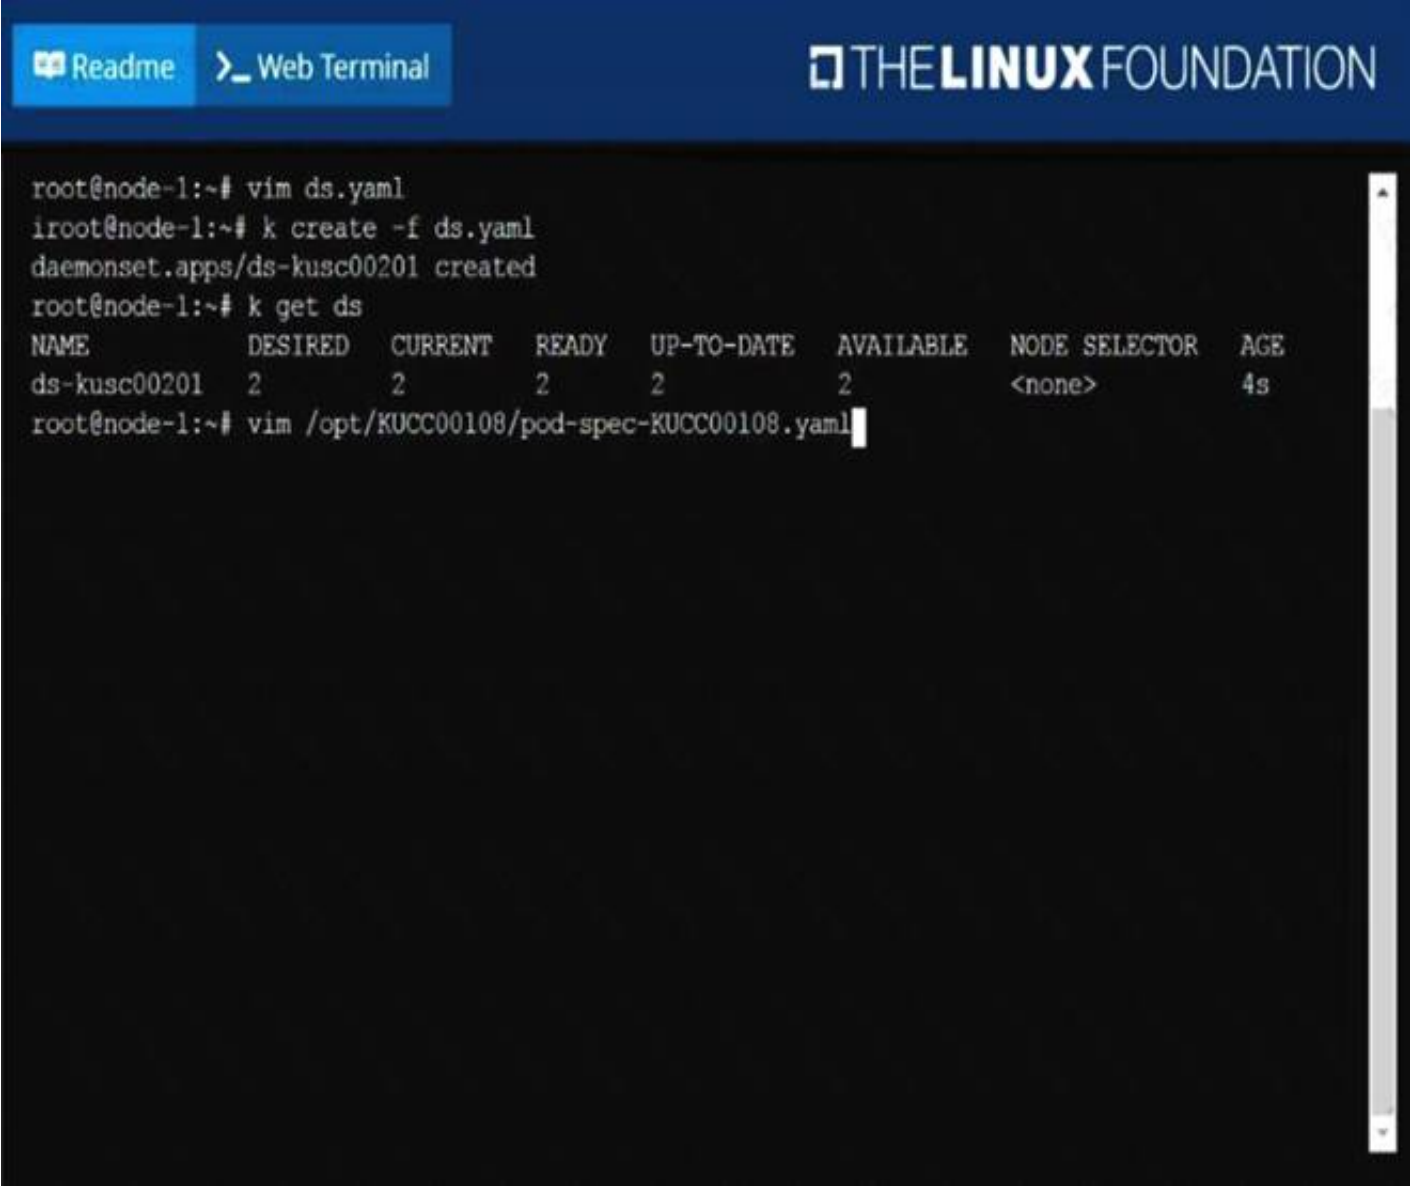 Readme >_ Web Terminal THE LINUX FOUNDATION
root@node-1:~# vim ds.yaml
iroot@node-1:~# k create -f ds.yaml
daemonset.apps/ds-kusc00201 created
root@node-1:~# k get ds
NAME DESIRED CURRENT READY UP-TO-DATE AVAILABLE NODE SELECTOR AGE
ds-kusc00201 2 2 2 2 2 <none> 4s
root@node-1:~# vim /opt/KUCC00108/pod-spec-KUCC00108.yaml